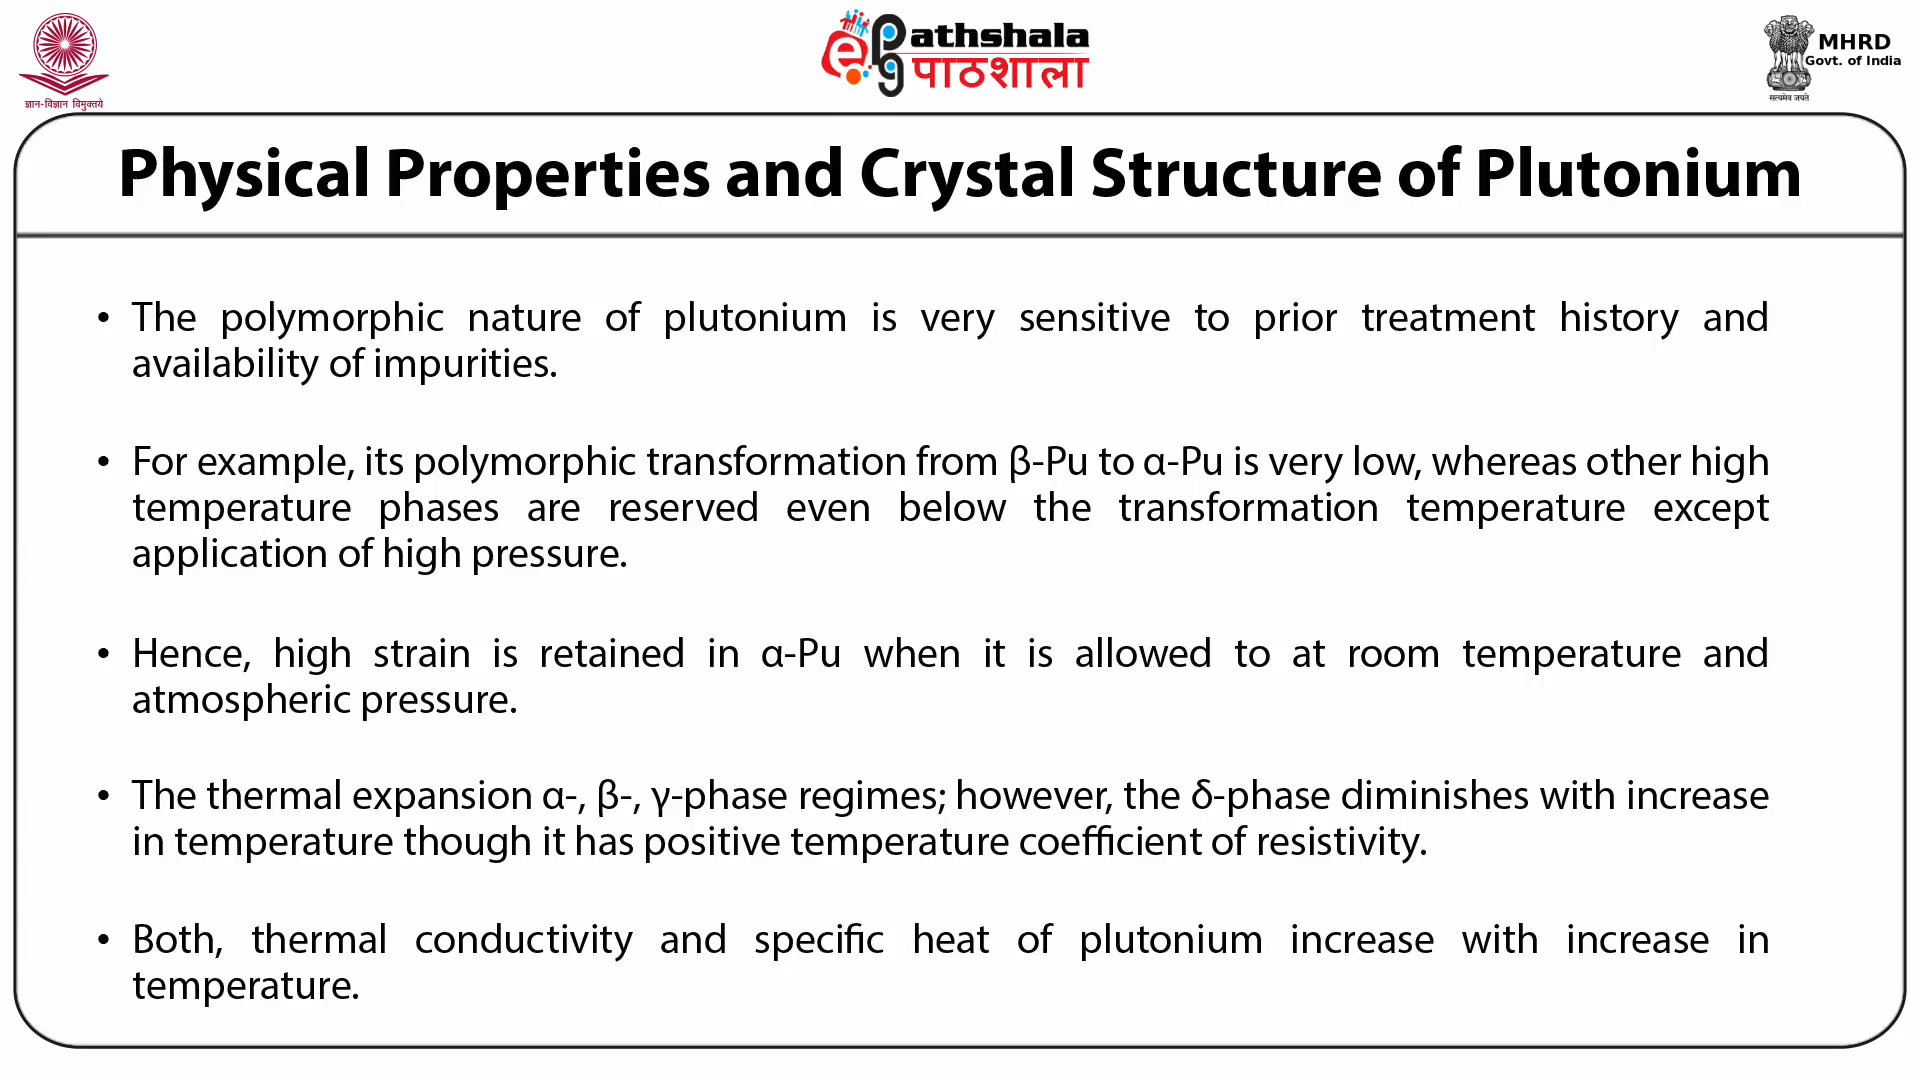 ज्ञान-विज्ञान विमुक्तये
e pg athshala
पाठशाला
MHRD
Govt. of India
सत्यमेव जयते
Physical Properties and Crystal Structure of Plutonium
• The polymorphic nature of plutonium is very sensitive to prior treatment history and
availability of impurities.
• For example, its polymorphic transformation from β-Pu to α-Pu is very low, whereas other high
temperature phases are reserved even below the transformation temperature except
application of high pressure.
• Hence, high strain is retained in α-Pu when it is allowed to at room temperature and
atmospheric pressure.
• The thermal expansion α-, β-, γ-phase regimes; however, the δ-phase diminishes with increase
in temperature though it has positive temperature coefficient of resistivity.
• Both, thermal conductivity and specific heat of plutonium increase with increase in
temperature.